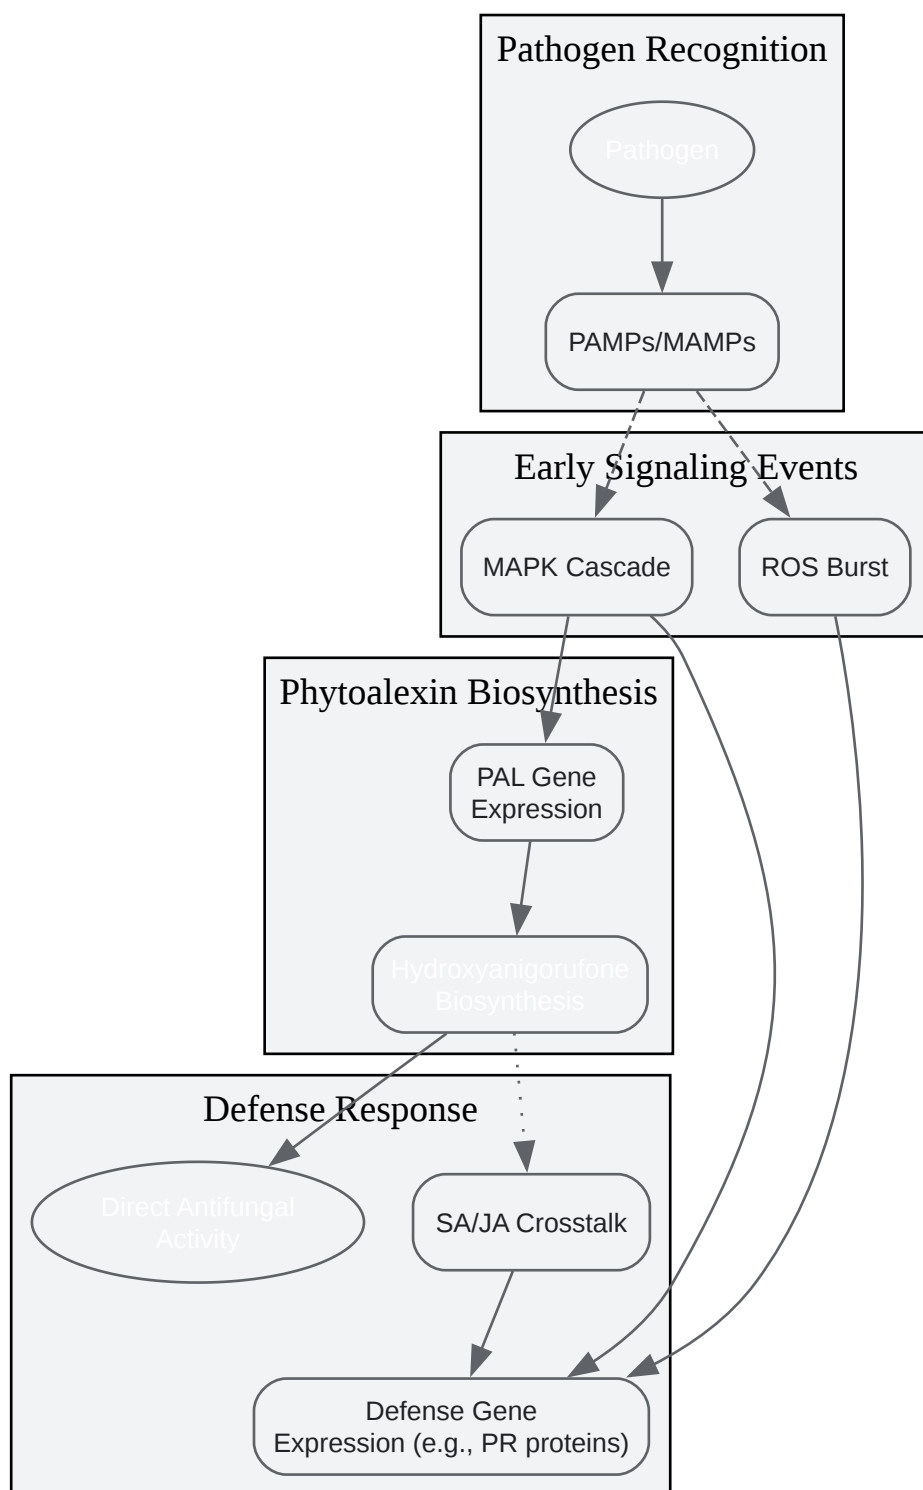 Pathogen Recognition
Pathogen
PAMPs/MAMPs
Early Signaling Events
MAPK Cascade
ROS Burst
Phytoalexin Biosynthesis
PAL Gene
Expression
Hydroxyanigorufone
Biosynthesis
Defense Response
Direct Antifungal
Activity
SA/JA Crosstalk
Defense Gene
Expression (e.g., PR proteins)